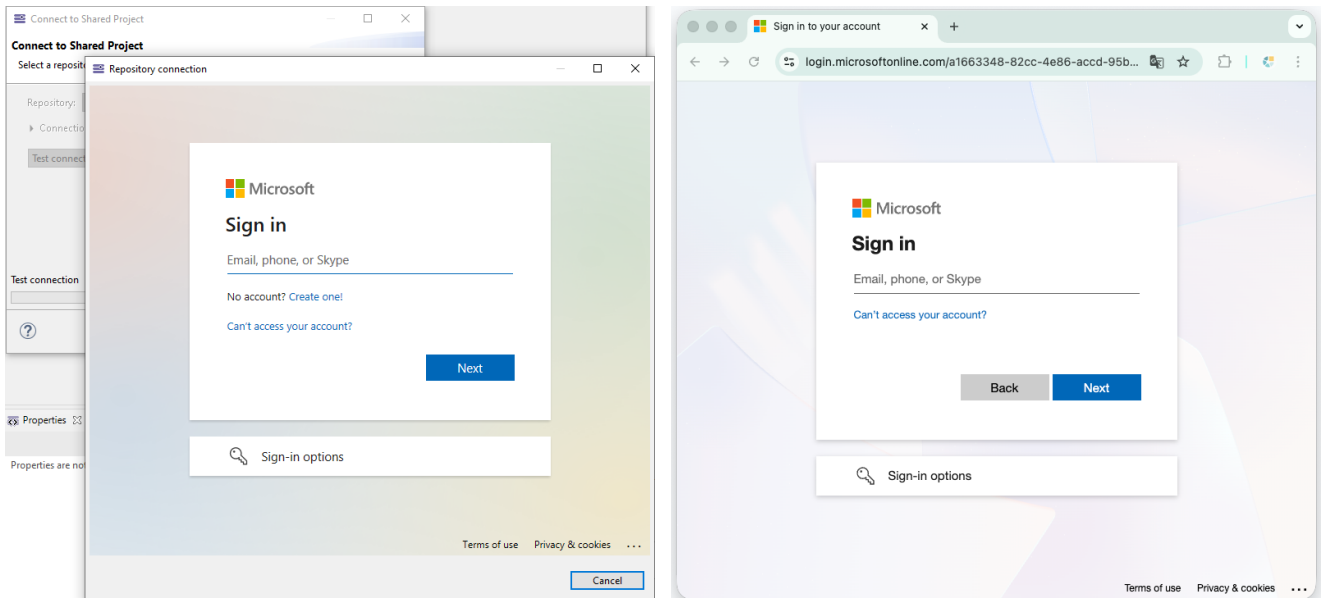 Connect to Shared Project
Connect to Shared Project
Select a reposit
Repository:
Connectio
Test connect
Test connection
Properties
Properties are not
Repository connection
Microsoft
Sign in
Email, phone, or Skype
No account? Create one!
Can't access your account?
Next
Sign-in options
Terms of use Privacy & cookies ...
Cancel
Sign in to your account
login.microsoftonline.com/a1663348-82cc-4e86-accd-95b...
Microsoft
Sign in
Email, phone, or Skype
Can't access your account?
Back Next
Sign-in options
Terms of use Privacy & cookies ...